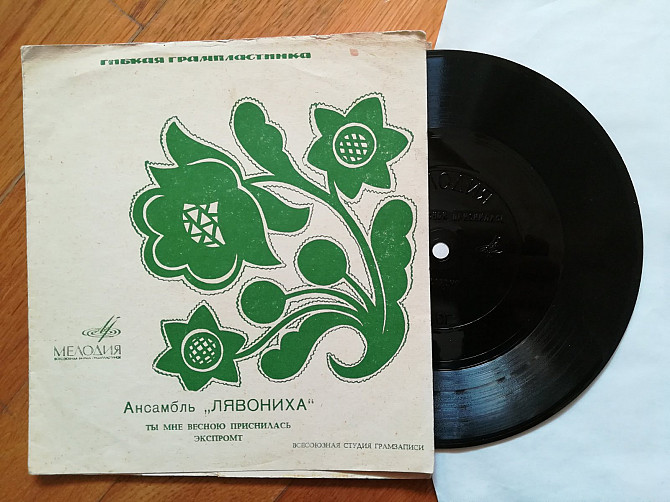 ГИБКАЯ ГРАМПЛАСТИНКА
МЕЛОДИЯ
Ансамбль „ЛЯВОНИХА“
ТЫ МНЕ ВЕСНОЮ ПРИСНИЛАСЬ
ЭКСПРОМТ
ВСЕСОЮЗНАЯ СТУДИЯ ГРАМЗАПИСИ